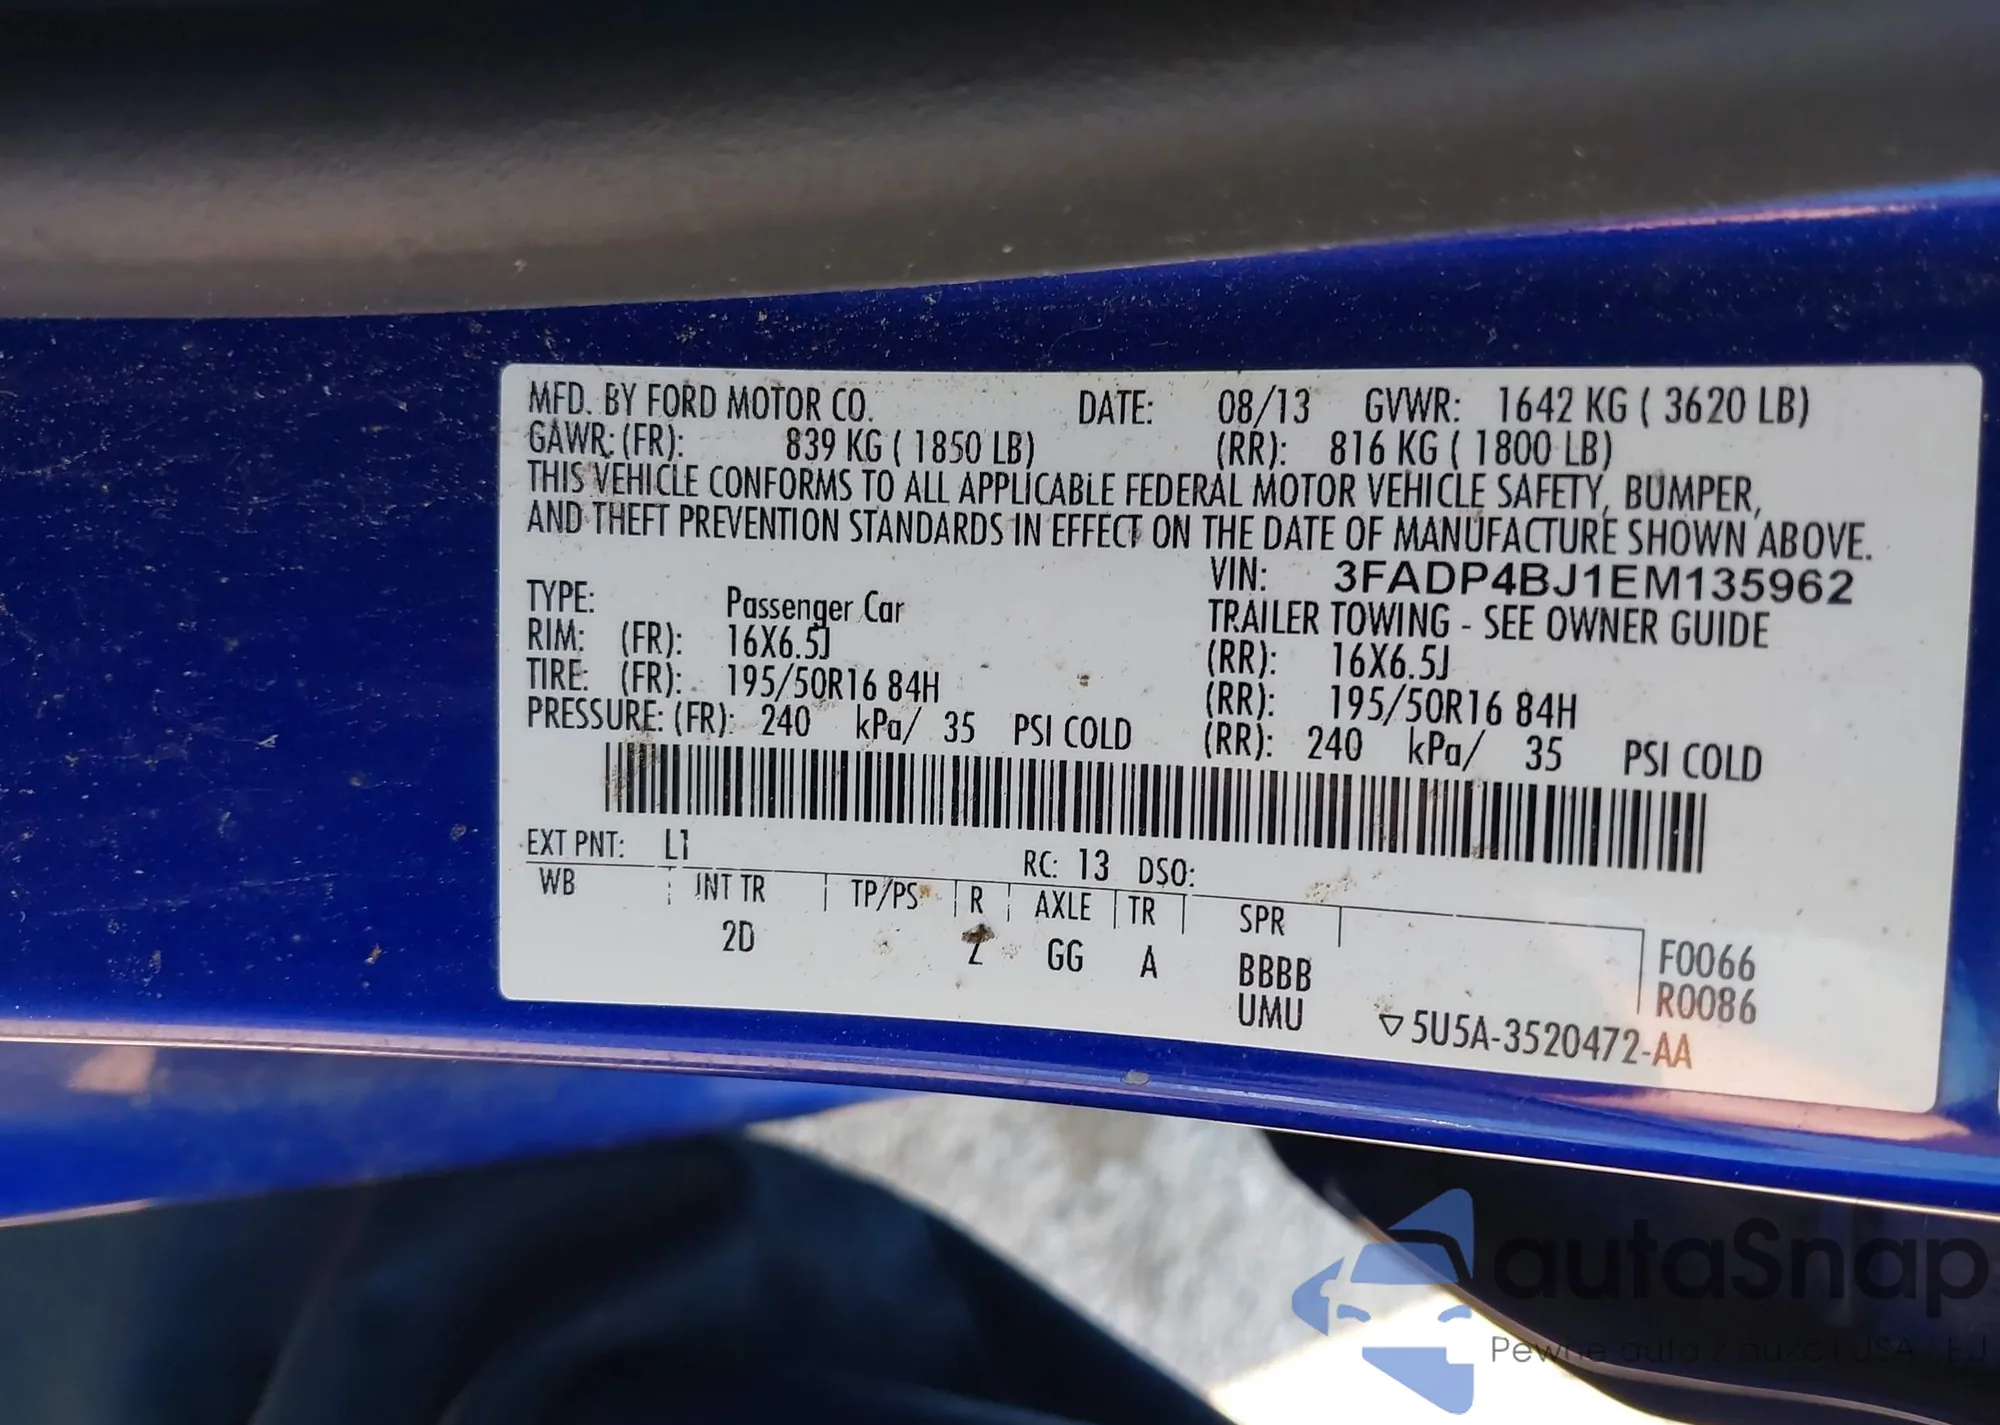 MFD. BY FORD MOTOR CO. DATE: 08/13 GVWR: 1642 KG ( 3620 LB)
GAWR: (FR): 839 KG ( 1850 LB) (RR): 816 KG ( 1800 LB)
THIS VEHICLE CONFORMS TO ALL APPLICABLE FEDERAL MOTOR VEHICLE SAFETY, BUMPER,
AND THEFT PREVENTION STANDARDS IN EFFECT ON THE DATE OF MANUFACTURE SHOWN ABOVE.
VIN: 3FADP4BJ1EM135962
TYPE: Passenger Car TRAILER TOWING - SEE OWNER GUIDE
RIM: (FR): 16X6.5J (RR): 16X6.5J
TIRE: (FR): 195/50R16 84H (RR): 195/50R16 84H
PRESSURE: (FR): 240 kPa/ 35 PSI COLD (RR): 240 kPa/ 35 PSI COLD
EXT PNT: L1 RC: 13 DSO:
WB INT TR TP/PS R AXLE TR SPR
2D GG A BBBB F0066
UMU R0086
▽5U5A-3520472-AA
autaSnap
Pewne auta z